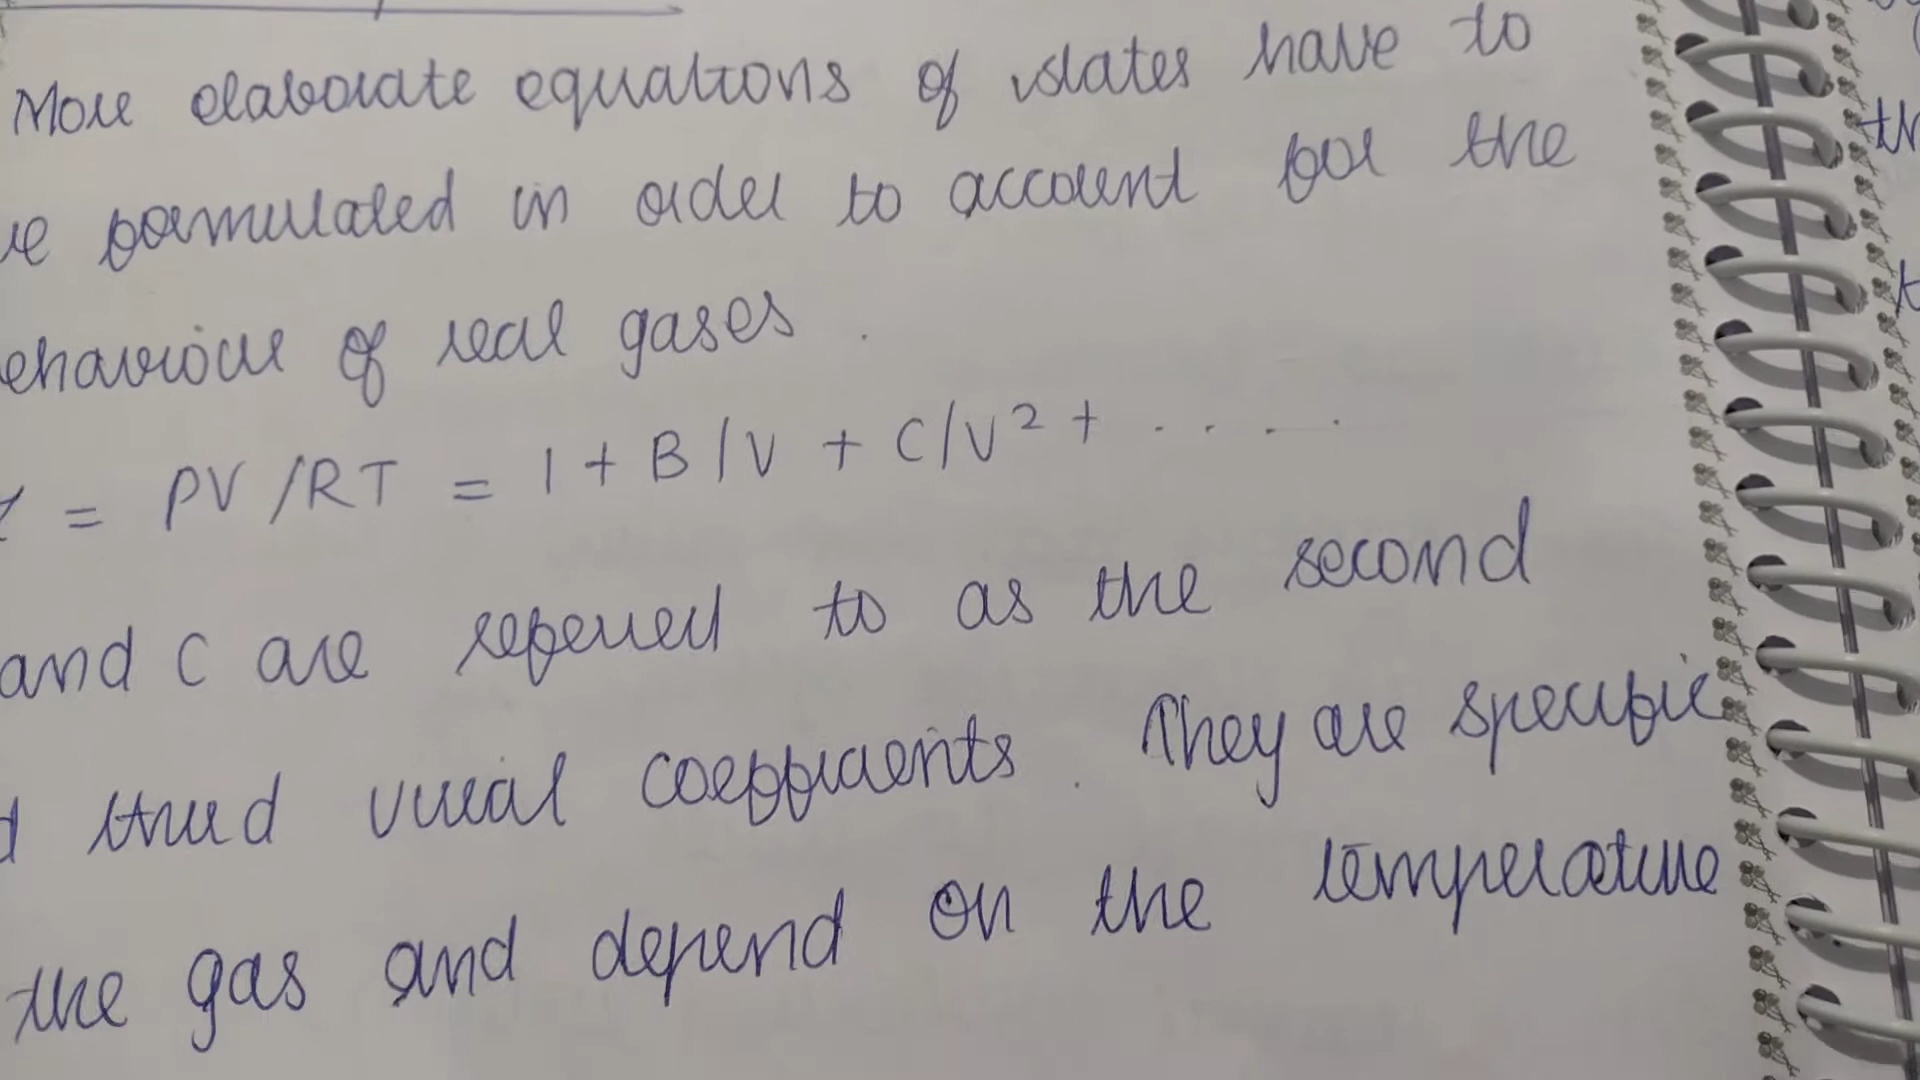 More elaborate equations of states have to
re formulated in order to account for the
ehaviour of real gases.
= PV/RT = 1 + B/V + C/V² + .....
and C are referred to as the second
third virial coefficients. They are specific
the gas and depend on the temperature
th